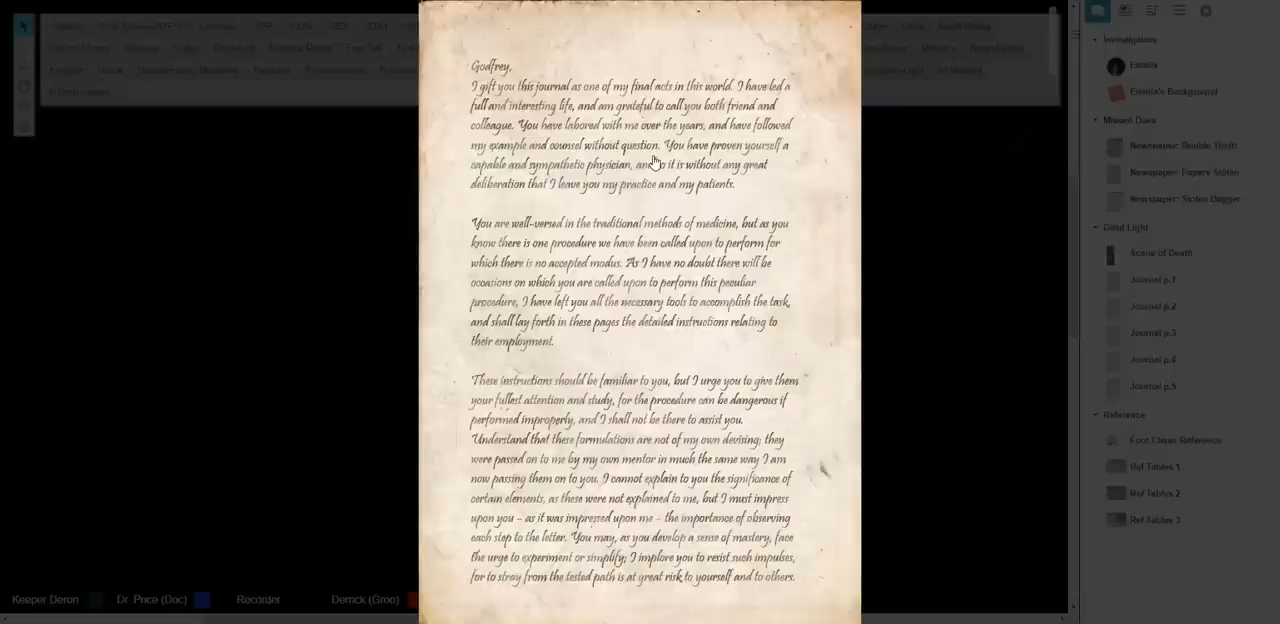 Godfrey,
I gift you this journal as one of my final acts in this world. I have led a
full and interesting life, and am grateful to call you both friend and
colleague. You have labored with me over the years, and have followed
my example and counsel without question. You have proven yourself a
capable and sympathetic physician, and so it is without any great
deliberation that I leave you my practice and my patients.
You are well-versed in the traditional methods of medicine, but as you
know there is one procedure we have been called upon to perform for
which there is no accepted modus. As I have no doubt there will be
occasions on which you are called upon to perform this peculiar
procedure, I have left you all the necessary tools to accomplish the task,
and shall lay forth in these pages the detailed instructions relating to
their employment.
These instructions should be familiar to you, but I urge you to give them
your fullest attention and study, for the procedure can be dangerous if
performed improperly, and I shall not be there to assist you.
Understand that these formulations are not of my own devising; they
were passed on to me by my own mentor in much the same way I am
now passing them on to you. I cannot explain to you the significance of
certain elements, as these were not explained to me, but I must impress
upon you – as it was impressed upon me – the importance of observing
each step to the letter. You may, as you develop a sense of mastery, face
the urge to experiment or simplify; I implore you to resist such impulses,
for to stray from the tested path is at great risk to yourself and to others.
Keeper Deron
Dr. Price (Doc)
Recorder
Derrick (Groo)
Investigators
Emelia
Emelia's Background
Missed Dues
Newspaper: Double Theft!
Newspaper: Papers Stolen
Newspaper: Stolen Dagger
Dead Light
Scene of Death
Journal p.1
Journal p.2
Journal p.3
Journal p.4
Journal p.5
Reference
Foot Chase Reference
Ref Tables 1
Ref Tables 2
Ref Tables 3